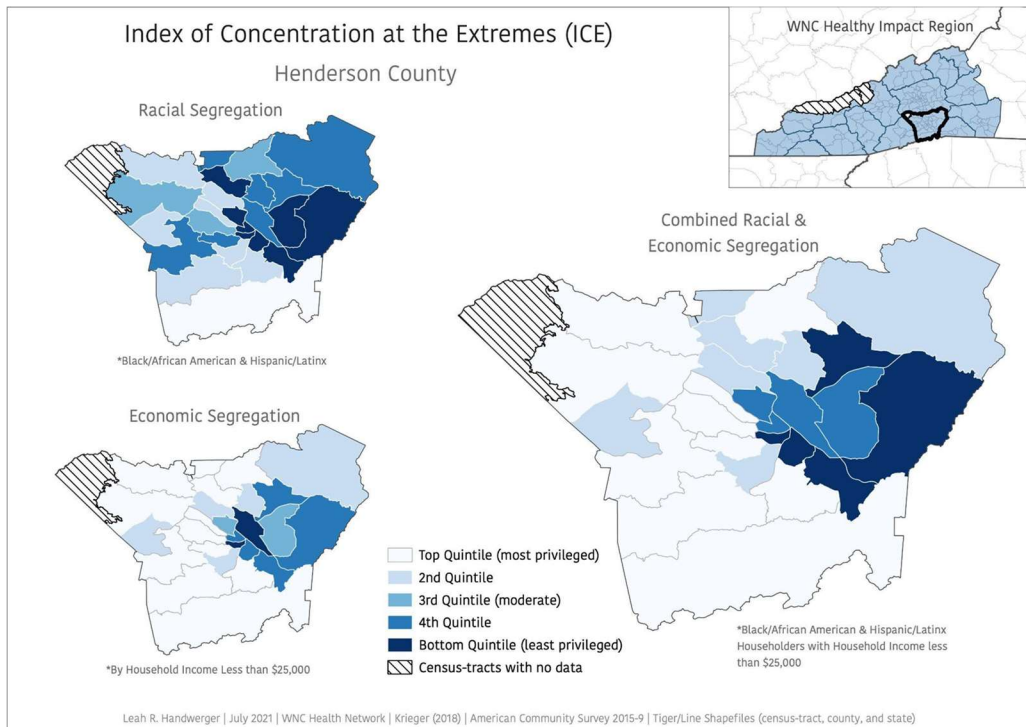 Index of Concentration at the Extremes (ICE)
Henderson County
WNC Healthy Impact Region
Racial Segregation
*Black/African American & Hispanic/Latinx
Economic Segregation
*By Household Income Less than $25,000
Combined Racial &
Economic Segregation
Top Quintile (most privileged)
2nd Quintile
3rd Quintile (moderate)
4th Quintile
Bottom Quintile (least privileged)
Census-tracts with no data
*Black/African American & Hispanic/Latinx
Householders with Household Income less
than $25,000
Leah R. Handwerger | July 2021 | WNC Health Network | Krieger (2018) | American Community Survey 2015-9 | Tiger/Line Shapefiles (census-tract, county, and state)